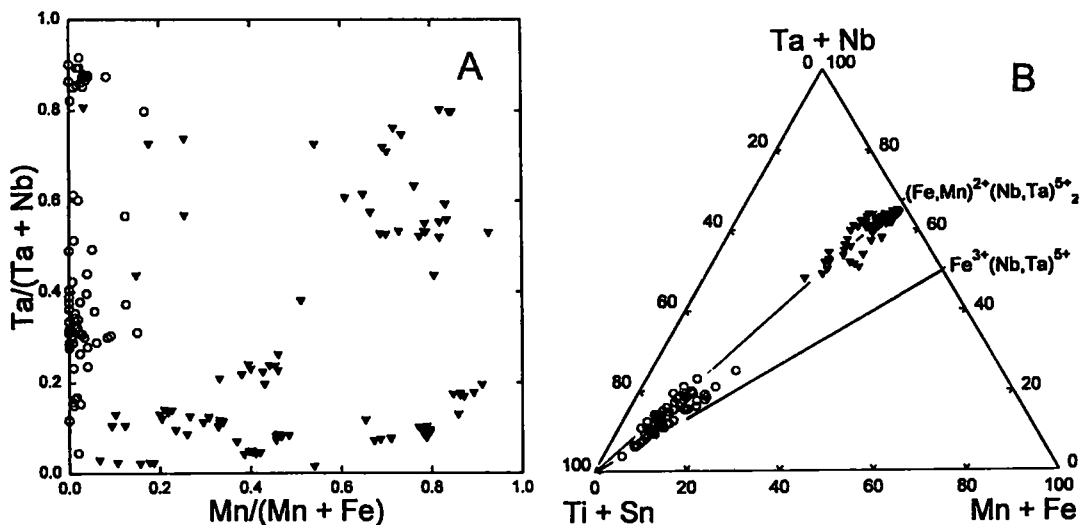 A
1.0
0.8
0.6
0.4
0.2
0.0
Ta/(Ta + Nb)
0.0 0.2 0.4 0.6 0.8 1.0
Mn/(Mn + Fe)
B
Ta + Nb
0 100
20 80
(Fe,Mn)2+(Nb,Ta)5+2
40 60
Fe3+(Nb,Ta)5+
60 40
80 20
100 0
0 20 40 60 80 100
Ti + Sn Mn + Fe